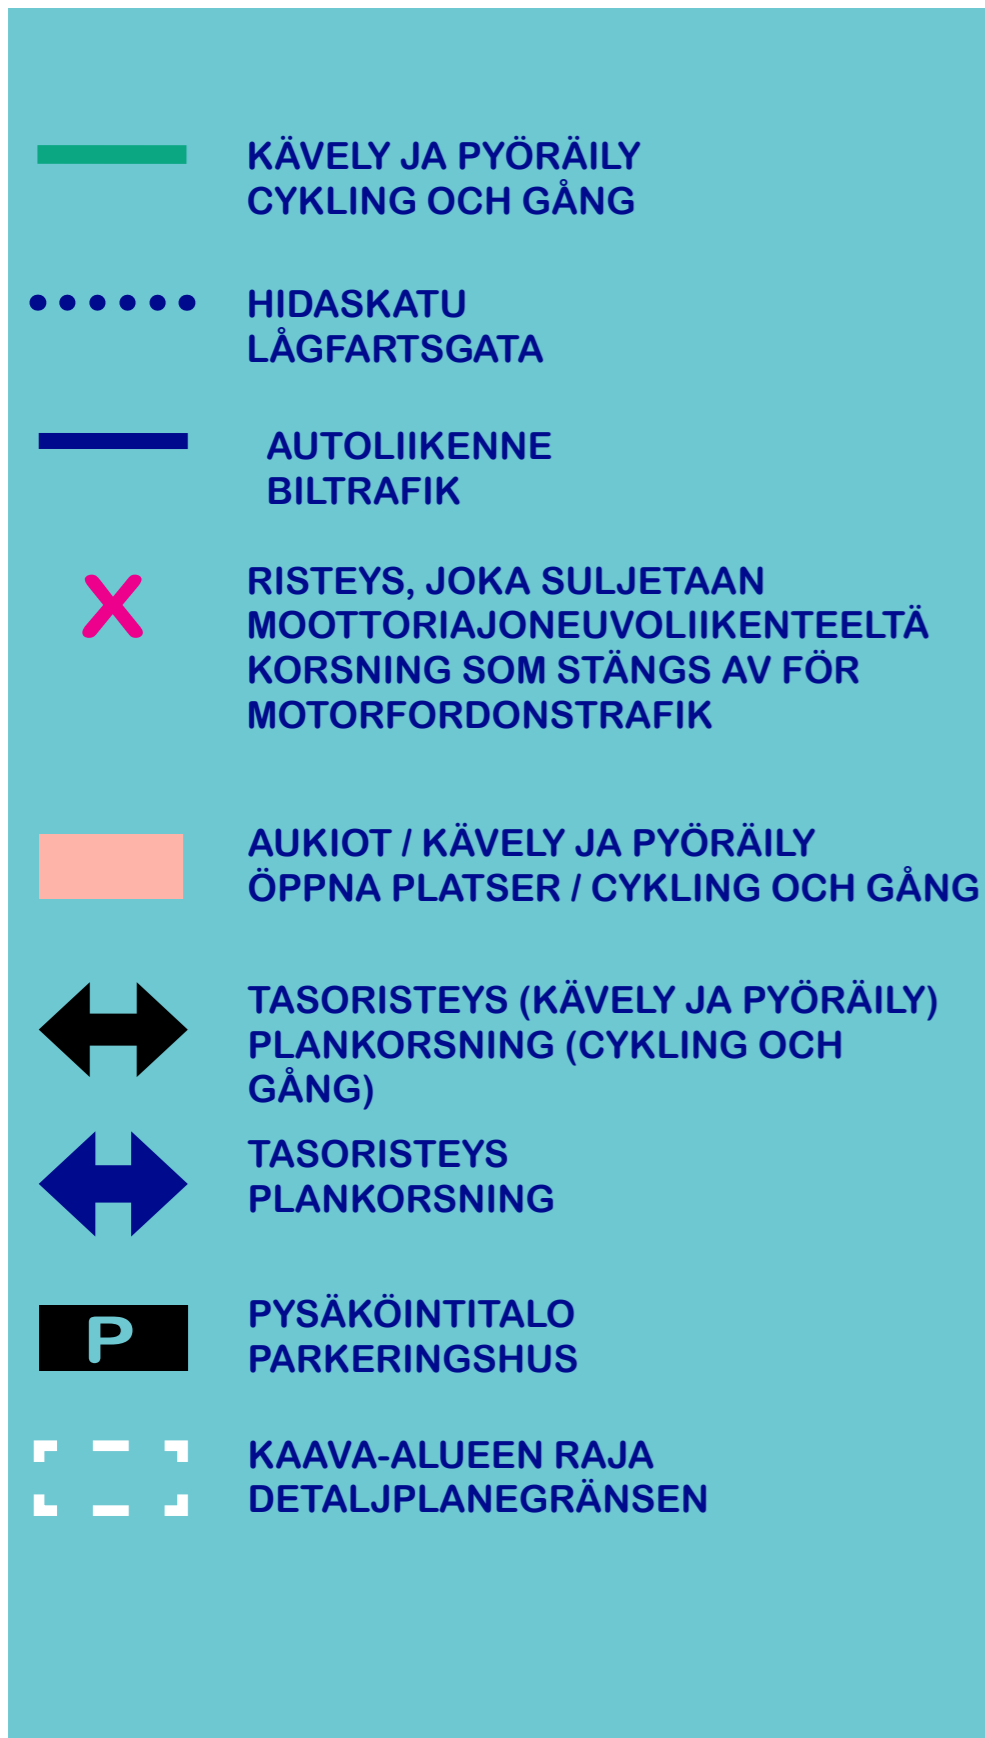 KÄVELY JA PYÖRÄILY
CYKLING OCH GÅNG
HIDASKATU
LÅGFARTSGATA
AUTOLIIKENNE
BILTRAFIK
X
RISTEYS, JOKA SULJETAAN
MOOTTORIAJONEUVOLIIKENTEELTÄ
KORSNING SOM STÄNGS AV FÖR
MOTORFORDONSTRAFIK
AUKIOT / KÄVELY JA PYÖRÄILY
ÖPPNA PLATSER / CYKLING OCH GÅNG
TASORISTEYS (KÄVELY JA PYÖRÄILY)
PLANKORSNING (CYKLING OCH
GÅNG)
TASORISTEYS
PLANKORSNING
P
PYSÄKÖINTITALO
PARKERINGSHUS
KAAVA-ALUEEN RAJA
DETALJPLANEGRÄNSEN